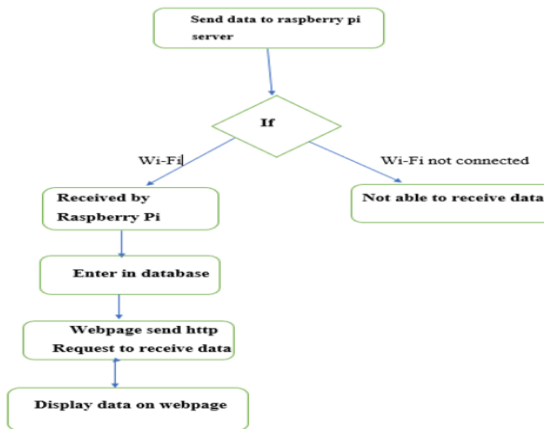 Send data to raspberry pi
server
If
Wi-Fi
Wi-Fi not connected
Received by
Raspberry Pi
Not able to receive data
Enter in database
Webpage send http
Request to receive data
Display data on webpage